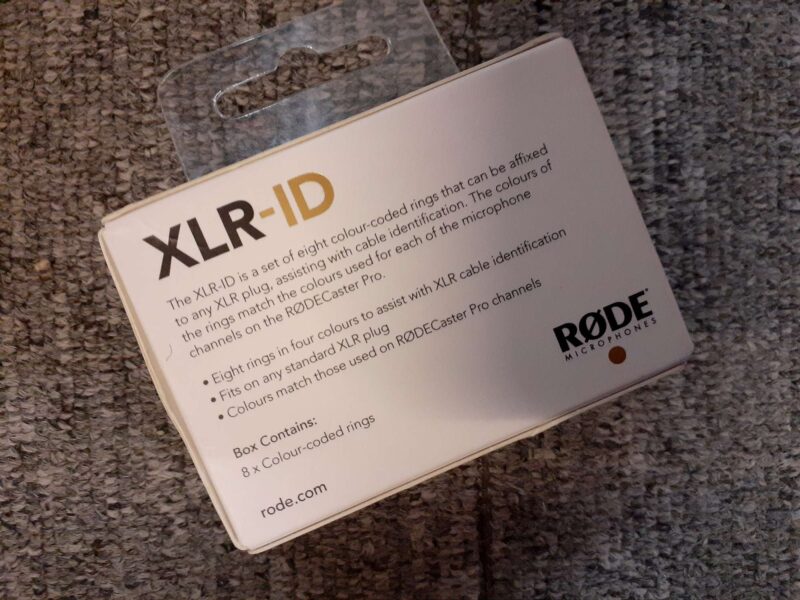 XLR-ID
The XLR-ID is a set of eight colour-coded rings that can be affixed
to any XLR plug, assisting with cable identification. The colours of
the rings match the colours used for each of the microphone
channels on the RØDECaster Pro.
• Eight rings in four colours to assist with XLR cable identification
• Fits on any standard XLR plug
• Colours match those used on RØDECaster Pro channels
Box Contains:
8 x Colour-coded rings
rode.com
RØDE
MICROPHONES